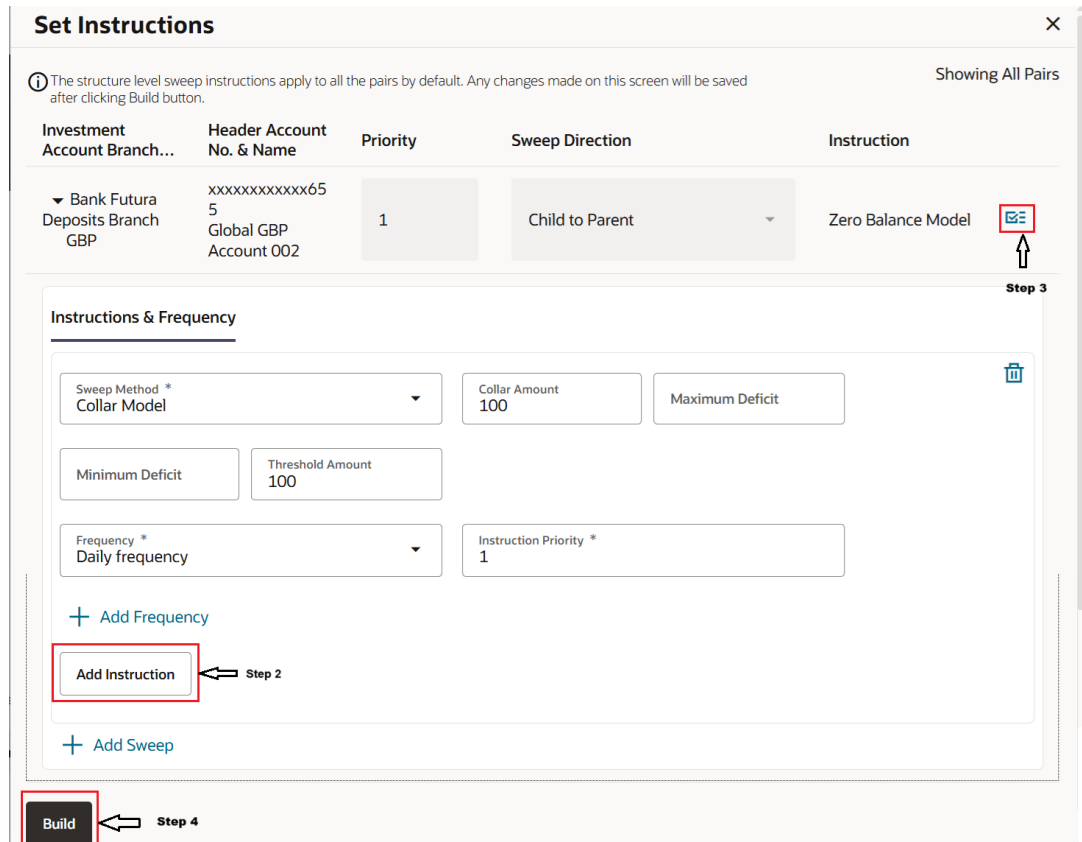 Set Instructions
The structure level sweep instructions apply to all the pairs by default. Any changes made on this screen will be saved
after clicking Build button.
Showing All Pairs
Investment
Account Branch...
Header Account
No. & Name
Priority
Sweep Direction
Instruction
Bank Futura
Deposits Branch
GBP
xxxxxxxxxxxx65
5
Global GBP
Account 002
1
Child to Parent
Zero Balance Model
Step 3
Instructions & Frequency
Sweep Method *
Collar Model
Collar Amount
100
Maximum Deficit
Minimum Deficit
Threshold Amount
100
Frequency *
Daily frequency
Instruction Priority *
1
Add Frequency
Add Instruction
Step 2
Add Sweep
Build
Step 4